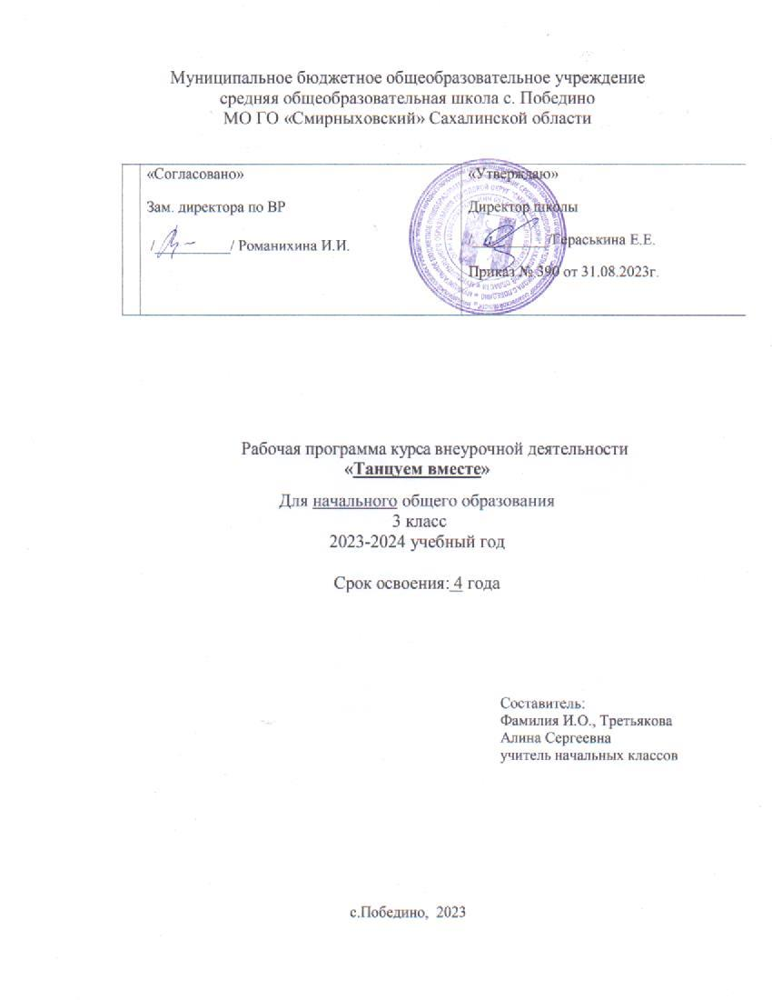 Муниципальное бюджетное общеобразовательное учреждение
средняя общеобразовательная школа с. Победино
МО ГО «Смирныховский» Сахалинской области
«Согласовано»
Зам. директора по ВР
/__________/ Романихина И.И.
«Утверждаю»
Директор школы
/__________/Гераськина Е.Е.
Приказ № 390 от 31.08.2023г.
Рабочая программа курса внеурочной деятельности
«Танцуем вместе»
Для начального общего образования
3 класс
2023-2024 учебный год
Срок освоения: 4 года
Составитель:
Фамилия И.О., Третьякова
Алина Сергеевна
учитель начальных классов
с.Победино, 2023